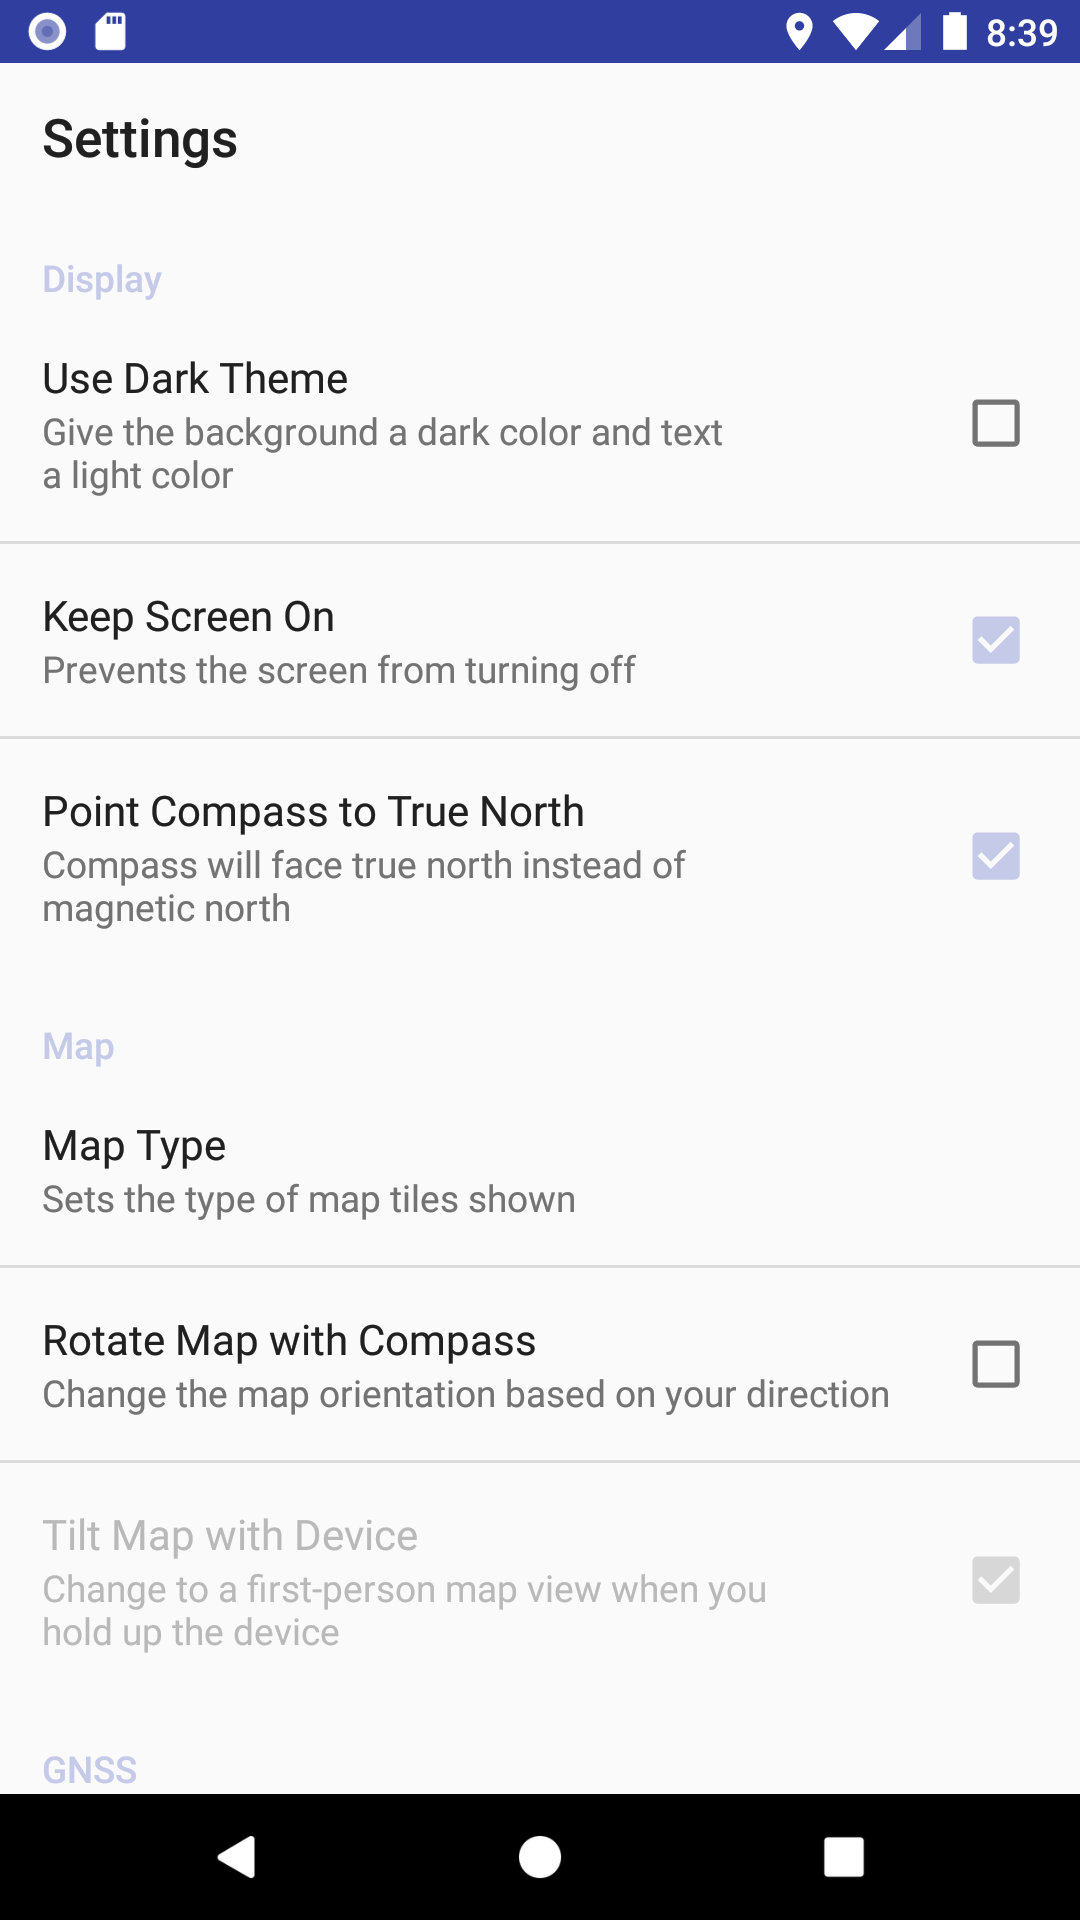 8:39
Settings
Display
Use Dark Theme
Give the background a dark color and text
a light color
Keep Screen On
Prevents the screen from turning off
Point Compass to True North
Compass will face true north instead of
magnetic north
Map
Map Type
Sets the type of map tiles shown
Rotate Map with Compass
Change the map orientation based on your direction
Tilt Map with Device
Change to a first-person map view when you
hold up the device
GNSS